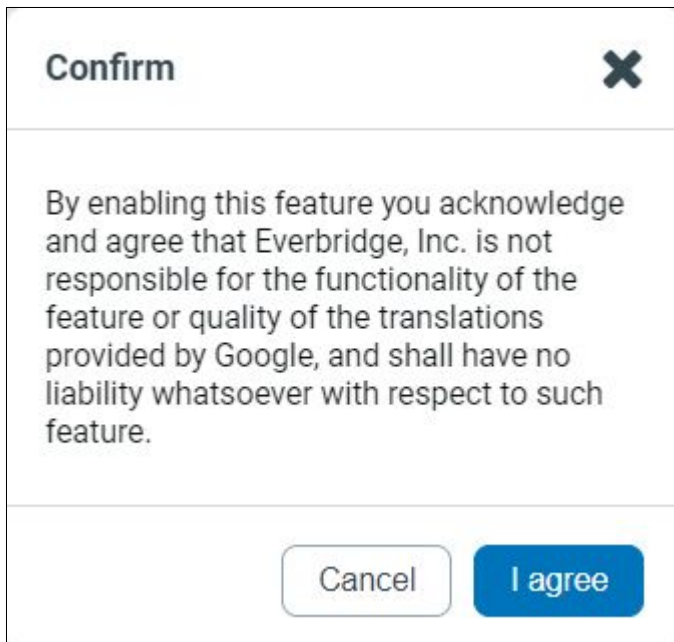 Confirm
By enabling this feature you acknowledge
and agree that Everbridge, Inc. is not
responsible for the functionality of the
feature or quality of the translations
provided by Google, and shall have no
liability whatsoever with respect to such
feature.
Cancel
I agree